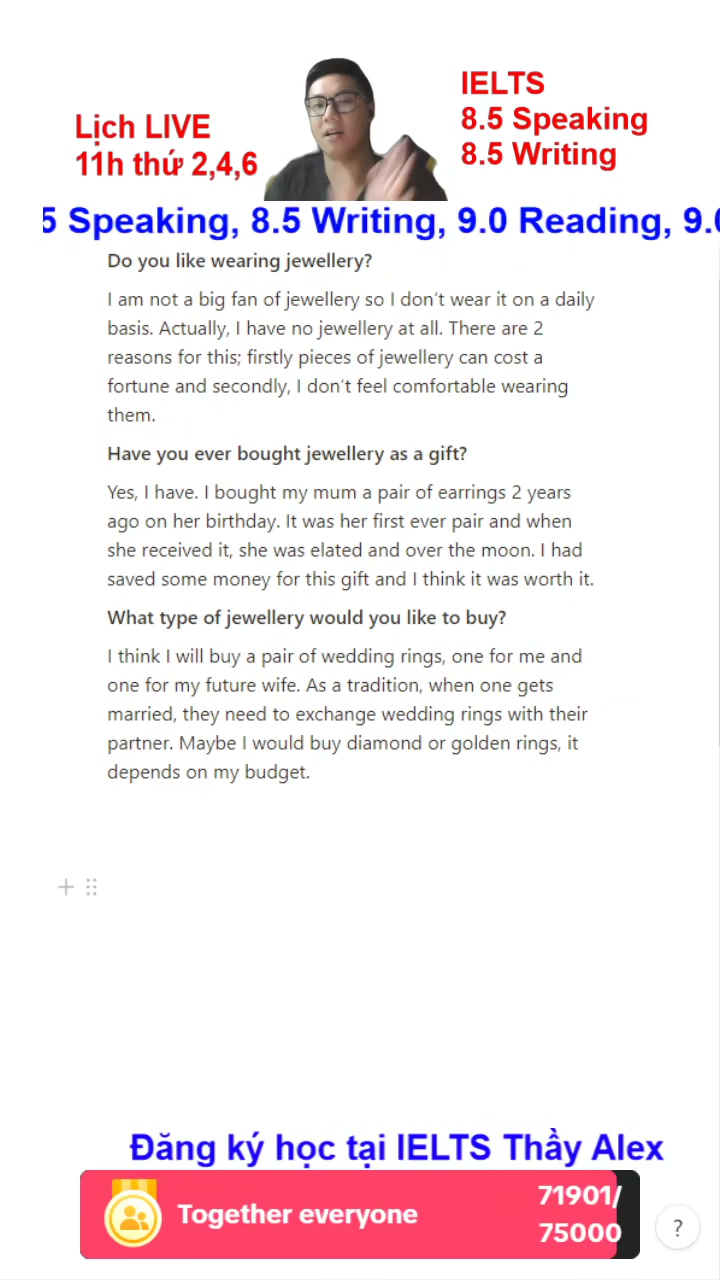 Lịch LIVE
11h thứ 2,4,6
IELTS
8.5 Speaking
8.5 Writing
5 Speaking, 8.5 Writing, 9.0 Reading, 9.0
Do you like wearing jewellery?
I am not a big fan of jewellery so I don't wear it on a daily
basis. Actually, I have no jewellery at all. There are 2
reasons for this; firstly pieces of jewellery can cost a
fortune and secondly, I don't feel comfortable wearing
them.
Have you ever bought jewellery as a gift?
Yes, I have. I bought my mum a pair of earrings 2 years
ago on her birthday. It was her first ever pair and when
she received it, she was elated and over the moon. I had
saved some money for this gift and I think it was worth it.
What type of jewellery would you like to buy?
I think I will buy a pair of wedding rings, one for me and
one for my future wife. As a tradition, when one gets
married, they need to exchange wedding rings with their
partner. Maybe I would buy diamond or golden rings, it
depends on my budget.
Đăng ký học tại IELTS Thầy Alex
Together everyone
71901/
75000
?